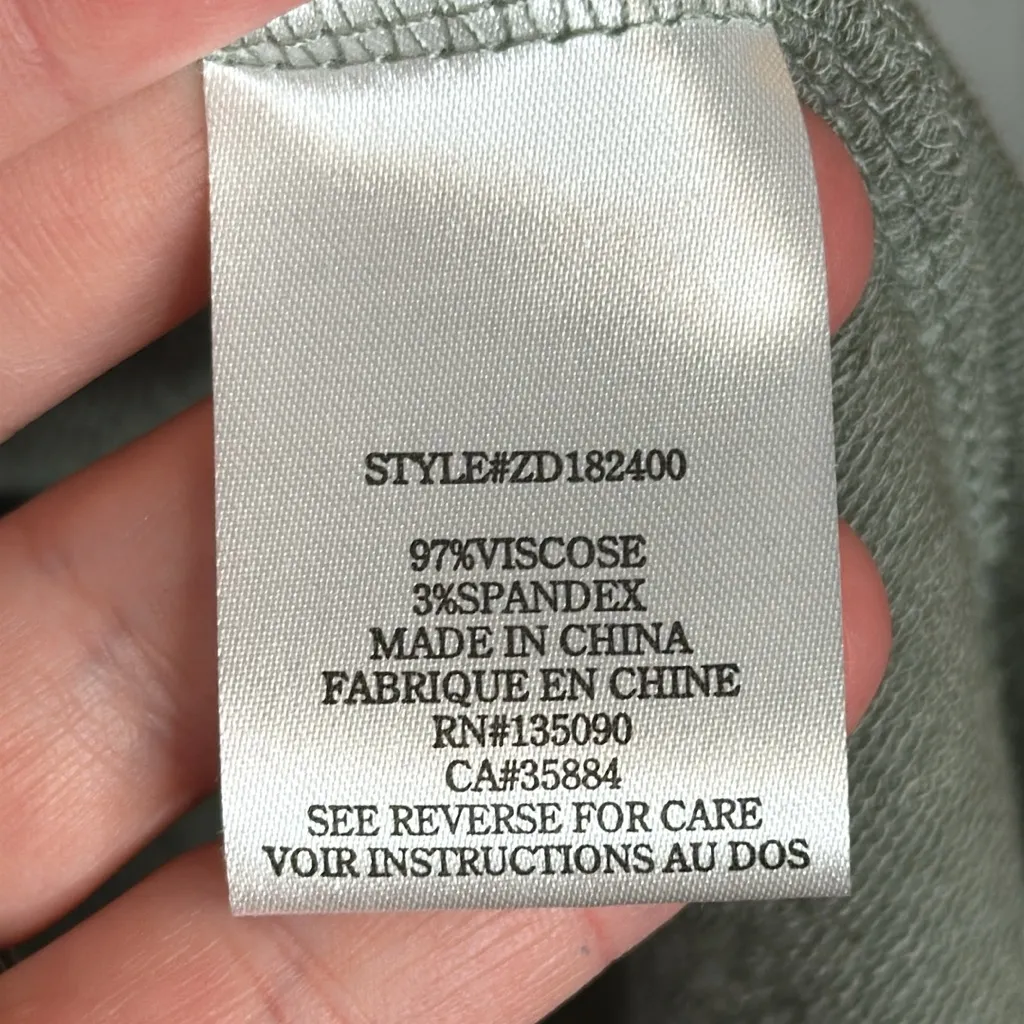 STYLE#ZD182400
97%VISCOSE
3%SPANDEX
MADE IN CHINA
FABRIQUE EN CHINE
RN#135090
CA#35884
SEE REVERSE FOR CARE
VOIR INSTRUCTIONS AU DOS